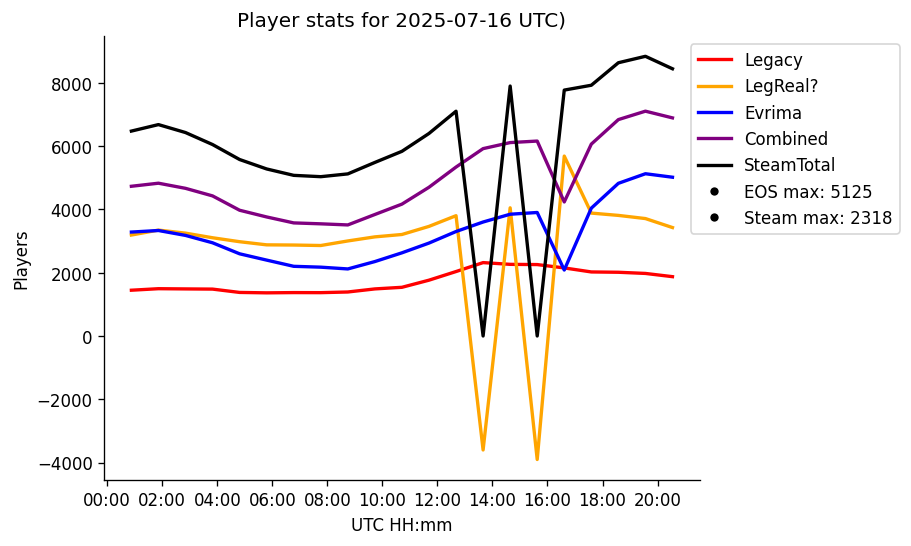 Player stats for 2025-07-16 UTC)
Legacy
LegReal?
Evrima
Combined
SteamTotal
EOS max: 5125
Steam max: 2318
Players
8000
6000
4000
2000
0
−2000
−4000
00:00 02:00 04:00 06:00 08:00 10:00 12:00 14:00 16:00 18:00 20:00
UTC HH:mm